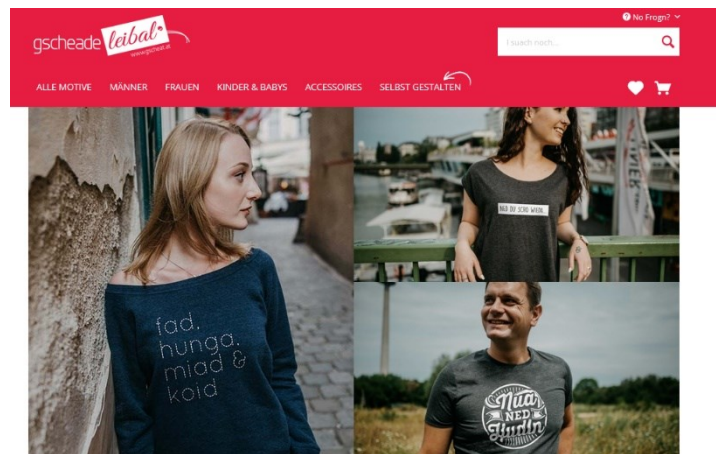 No Frogn?
gscheade leibal
www.gscheat.at
I suach noch...
ALLE MOTIVE MÄNNER FRAUEN KINDER & BABYS ACCESSOIRES SELBST GESTALTEN
fad,
hunga,
miad &
koid
Nua
NED
Hudln